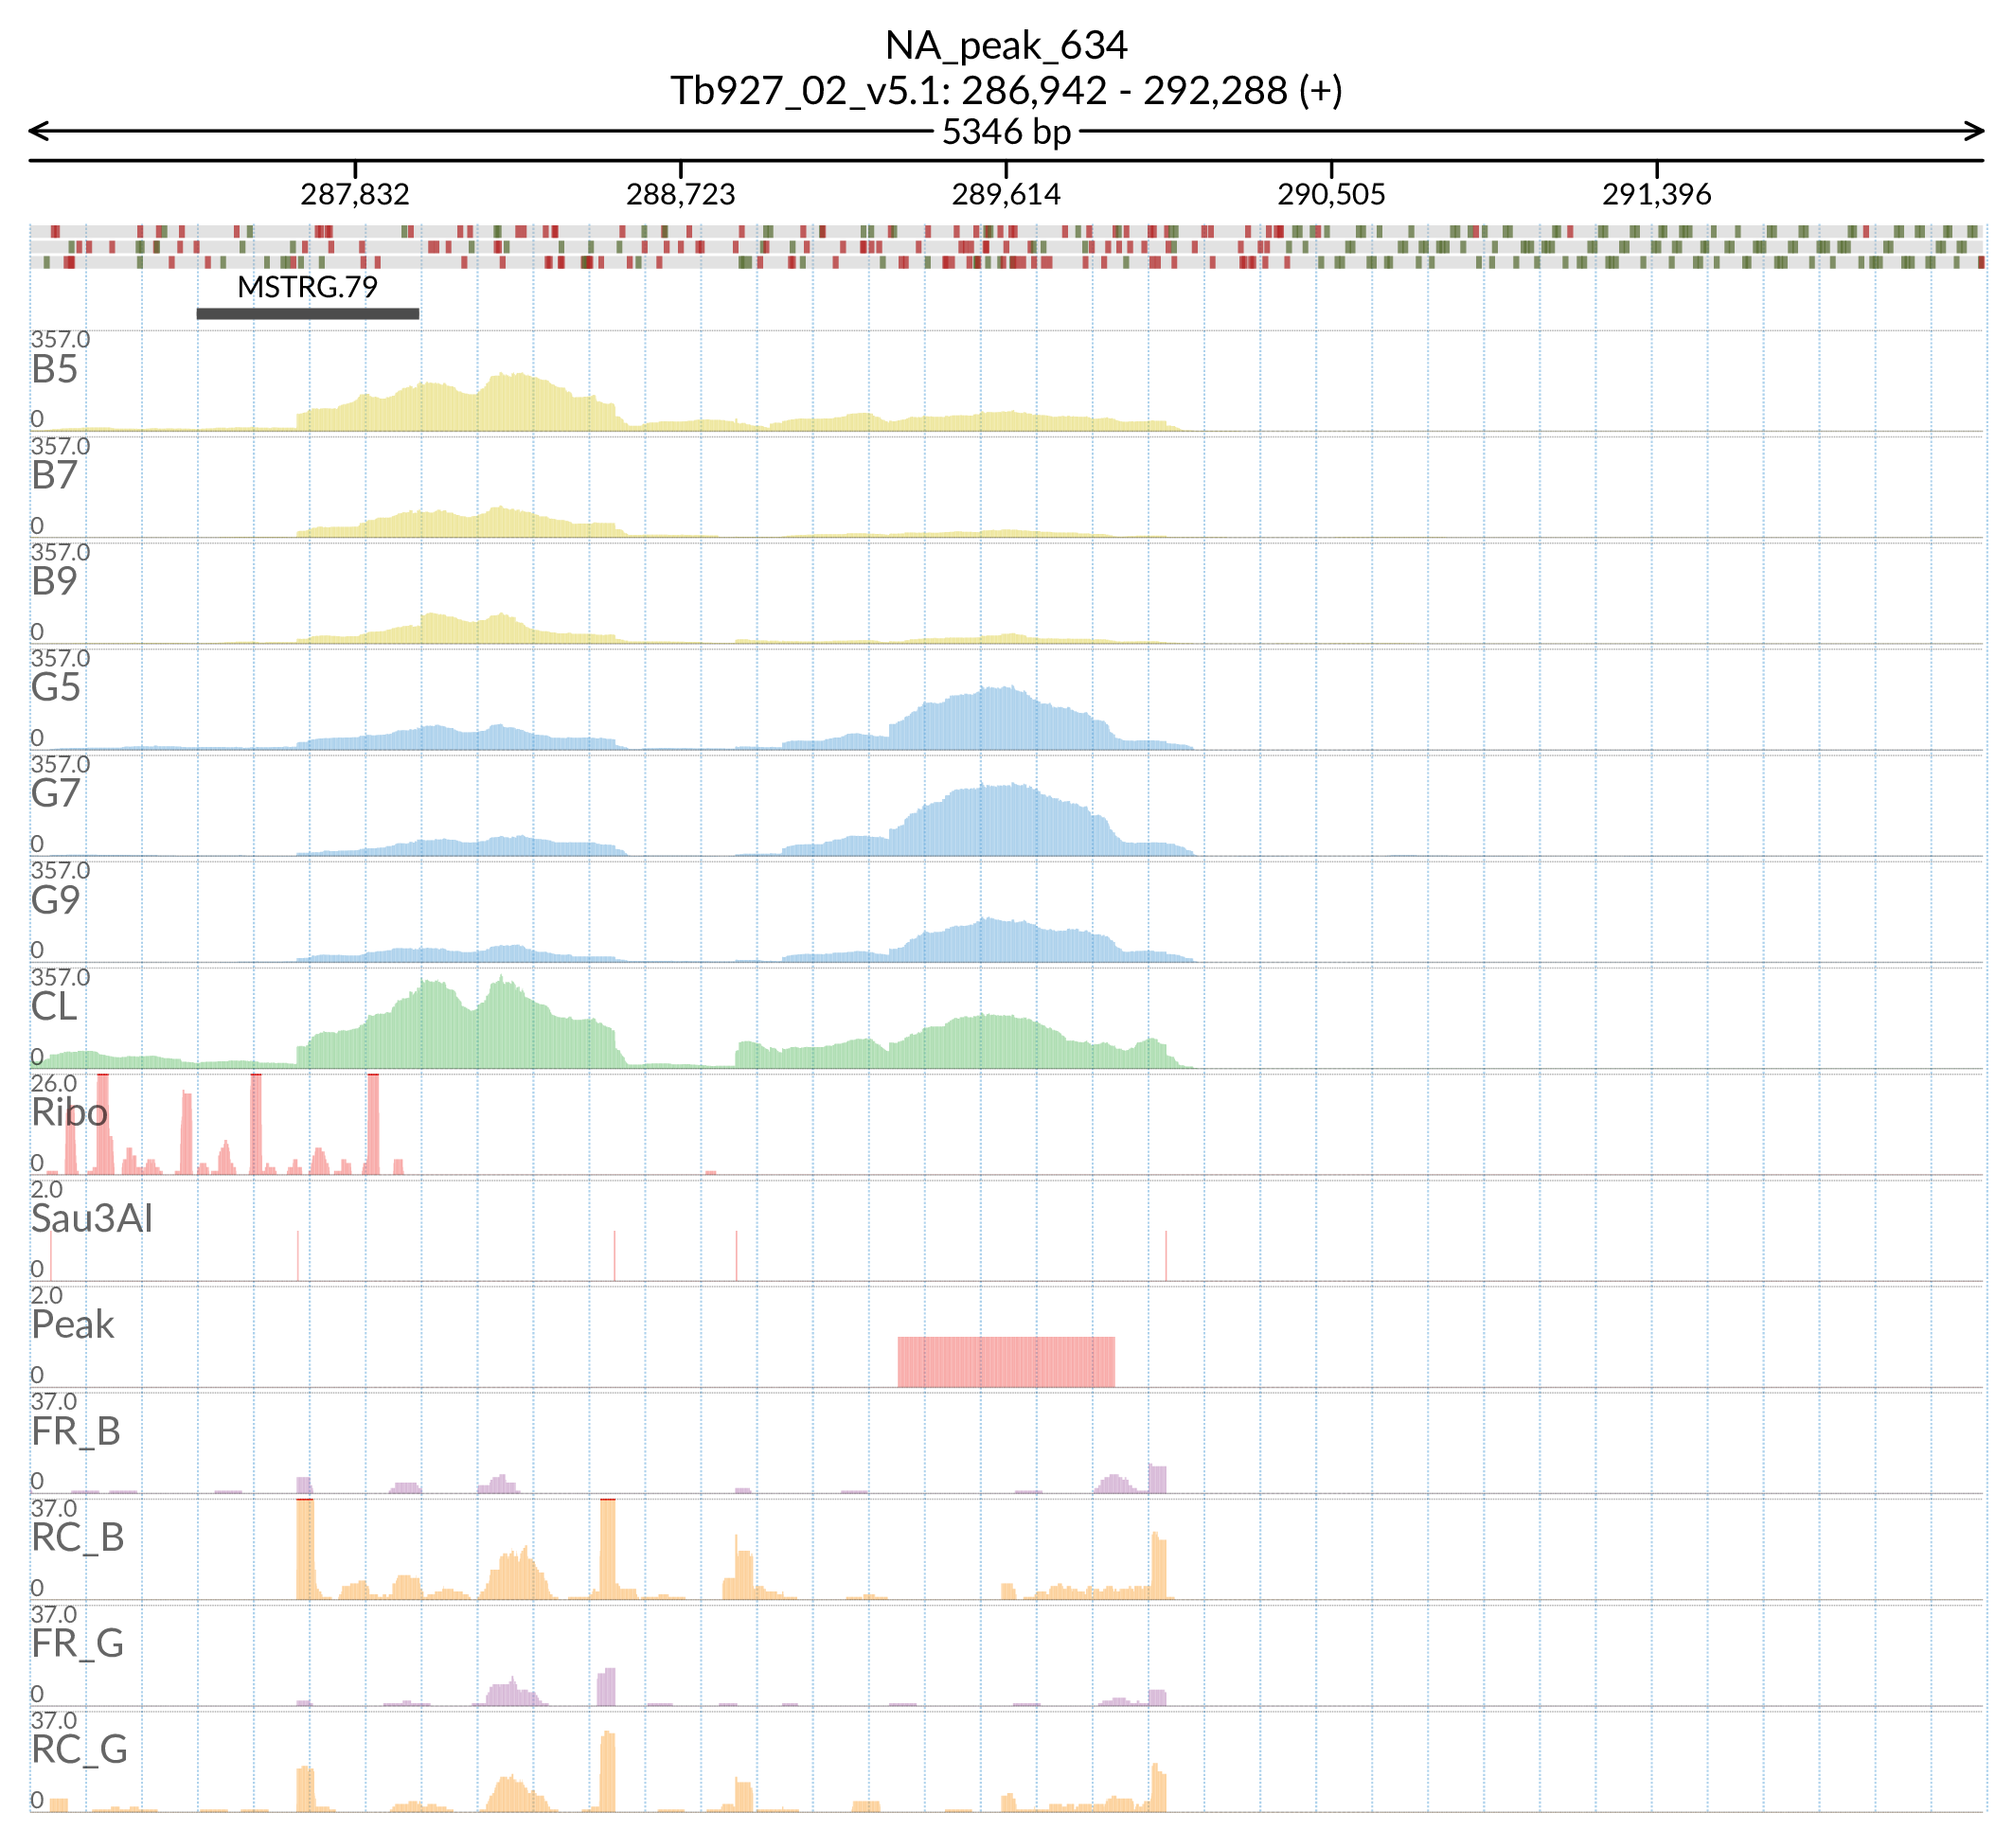 NA_peak_634
Tb927_02_v5.1: 286,942 - 292,288 (+)
5346 bp
287,832 288,723 289,614 290,505 291,396
MSTRG.79
357.0
B5
0
357.0
B7
0
357.0
B9
0
357.0
G5
0
357.0
G7
0
357.0
G9
0
357.0
CL
0
26.0
Ribo
0
2.0
Sau3AI
0
2.0
Peak
0
37.0
FR_B
0
37.0
RC_B
0
37.0
FR_G
0
37.0
RC_G
0